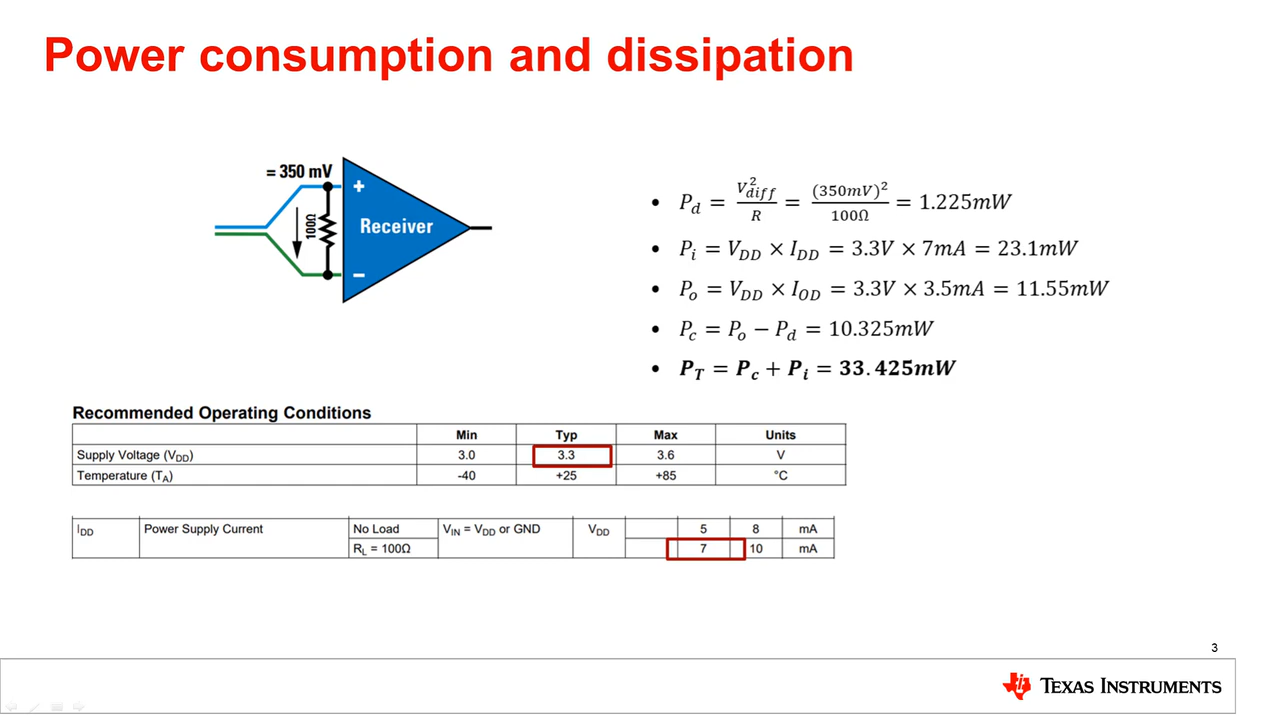 Power consumption and dissipation
= 350 mV
+
100Ω
Receiver
−
• P_d = V_diff^2 / R = (350mV)^2 / 100Ω = 1.225mW
• P_i = V_DD × I_DD = 3.3V × 7mA = 23.1mW
• P_o = V_DD × I_OD = 3.3V × 3.5mA = 11.55mW
• P_c = P_o − P_d = 10.325mW
• P_T = P_c + P_i = 33.425mW
Recommended Operating Conditions
Min Typ Max Units
Supply Voltage (V_DD) 3.0 3.3 3.6 V
Temperature (T_A) -40 +25 +85 °C
I_DD Power Supply Current No Load V_IN = V_DD or GND V_DD 5 8 mA
R_L = 100Ω 7 10 mA
3
TEXAS INSTRUMENTS